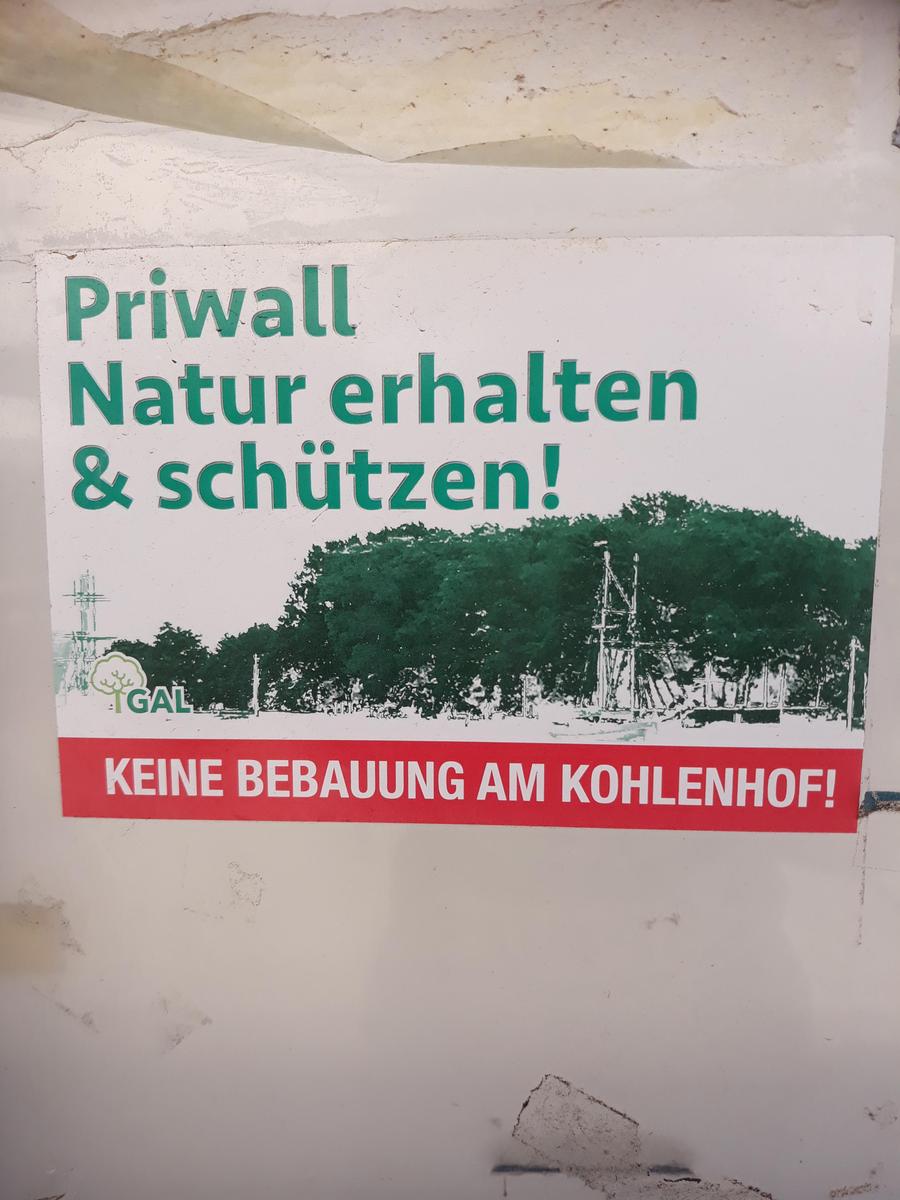 Priwall
Natur erhalten
& schützen!
GAL
KEINE BEBAUUNG AM KOHLENHOF!